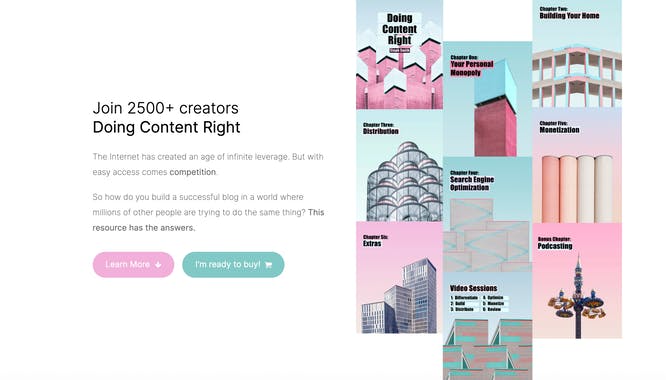 Join 2500+ creators
Doing Content Right
The Internet has created an age of infinite leverage. But with
easy access comes competition.
So how do you build a successful blog in a world where
millions of other people are trying to do the same thing? This
resource has the answers.
Learn More
I'm ready to buy!
Doing
Content
Right
Steph Smith
Chapter One:
Your Personal
Monopoly
Chapter Two:
Building Your Home
Chapter Three:
Distribution
Chapter Four:
Search Engine
Optimization
Chapter Five:
Monetization
Chapter Six:
Extras
Bonus Chapter:
Podcasting
Video Sessions
1: Differentiate
2: Build
3: Distribute
4: Optimize
5: Monetize
6: Review